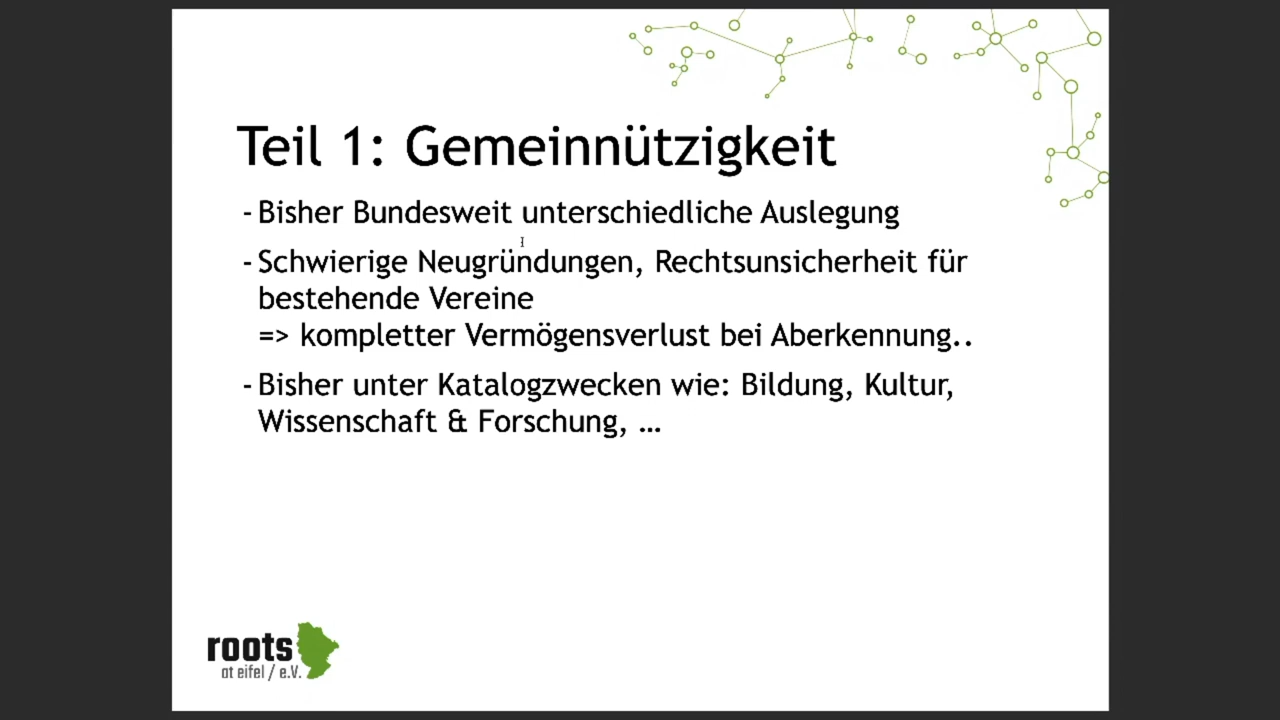 Teil 1: Gemeinnützigkeit
- Bisher Bundesweit unterschiedliche Auslegung
- Schwierige Neugründungen, Rechtsunsicherheit für
bestehende Vereine
=> kompletter Vermögensverlust bei Aberkennung..
- Bisher unter Katalogzwecken wie: Bildung, Kultur,
Wissenschaft & Forschung, …
roots
at eifel / e.V.